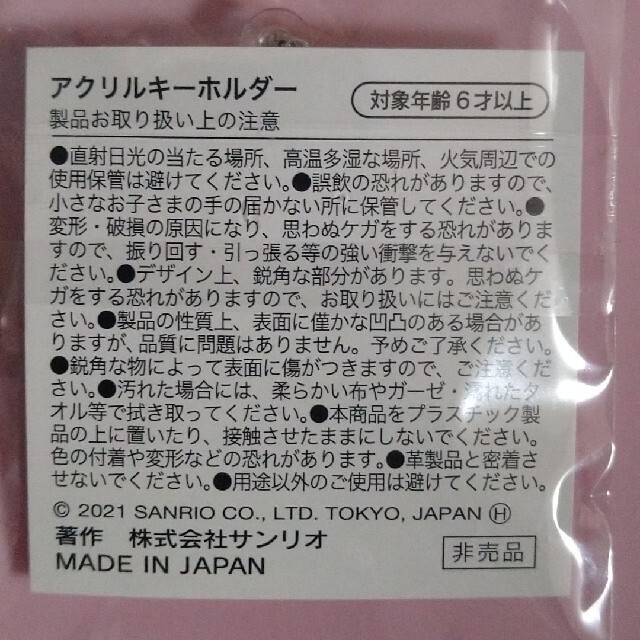 アクリルキーホルダー
対象年齢6才以上
製品お取り扱い上の注意
●直射日光の当たる場所、高温多湿な場所、火気周辺での
使用保管は避けてください。●誤飲の恐れがありますので、
小さなお子さまの手の届かない所に保管してください。●
変形・破損の原因になり、思わぬケガをする恐れがありま
すので、振り回す・引っ張る等の強い衝撃を与えないでく
ださい。●デザイン上、鋭角な部分があります。思わぬケ
ガをする恐れがありますので、お取り扱いにはご注意くだ
さい。●製品の性質上、表面に僅かな凹凸のある場合があ
りますが、品質に問題はありません。予めご了承ください。
●鋭角な物によって表面に傷がつきますので、ご注意くだ
さい。●汚れた場合には、柔らかい布やガーゼ・濡れたタ
オル等で拭き取ってください。●本商品をプラスチック製
品の上に置いたり、接触させたままにしないでください。
色の付着や変形などの恐れがあります。●革製品と密着さ
せないでください。●用途以外のご使用は避けてください。
© 2021 SANRIO CO., LTD. TOKYO, JAPAN Ⓗ
著作 株式会社サンリオ
MADE IN JAPAN
非売品